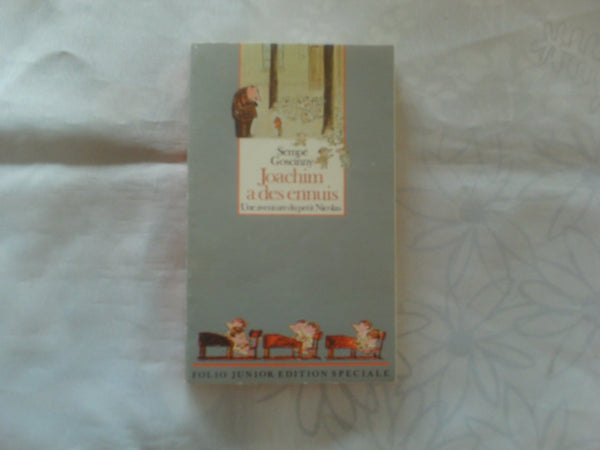 Sempé
Goscinny
Joachim
a des ennuis
Une aventure du petit Nicolas
FOLIO JUNIOR EDITION SPECIALE